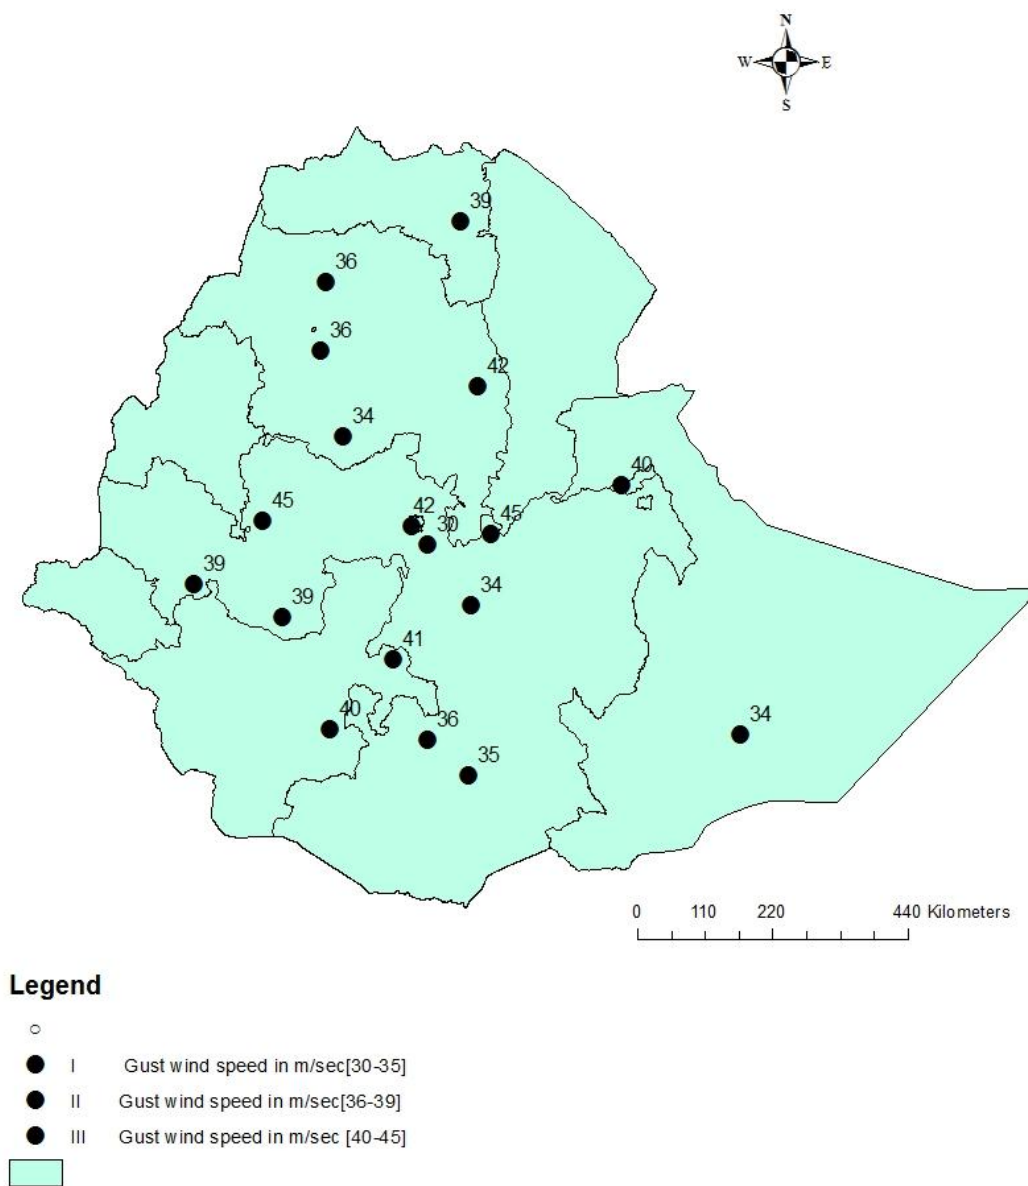 N
W E
S
39
36
36
42
34
40
45
42
45
30
39
34
39
41
40
36
34
35
0 110 220 440 Kilometers
Legend
I Gust wind speed in m/sec[30-35]
II Gust wind speed in m/sec[36-39]
III Gust wind speed in m/sec [40-45]